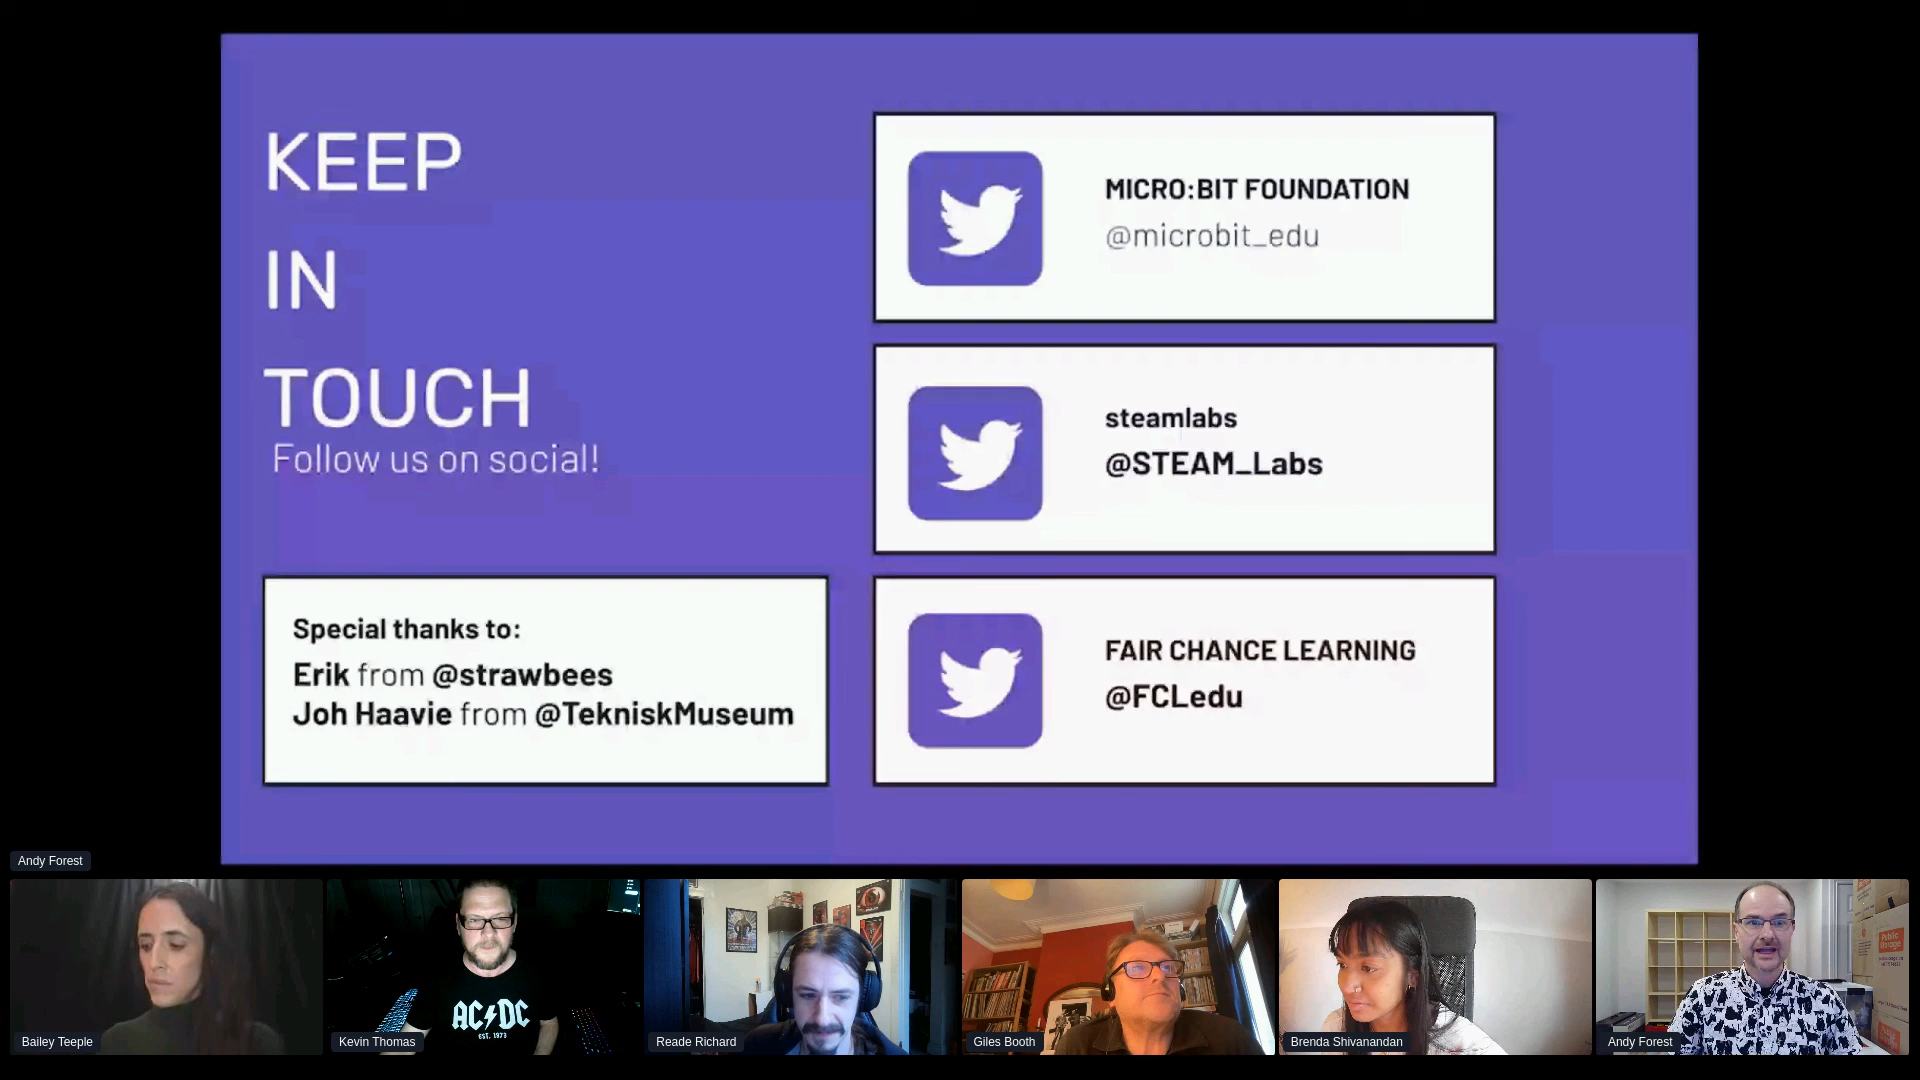 KEEP
IN
TOUCH
Follow us on social!
MICRO:BIT FOUNDATION
@microbit_edu
steamlabs
@STEAM_Labs
Special thanks to:
Erik from @strawbees
Joh Haavie from @TekniskMuseum
FAIR CHANCE LEARNING
@FCLedu
Andy Forest
Bailey Teeple
Kevin Thomas
AC/DC
EST. 1973
Reade Richard
Giles Booth
Brenda Shivanandan
Andy Forest
Public
Storage